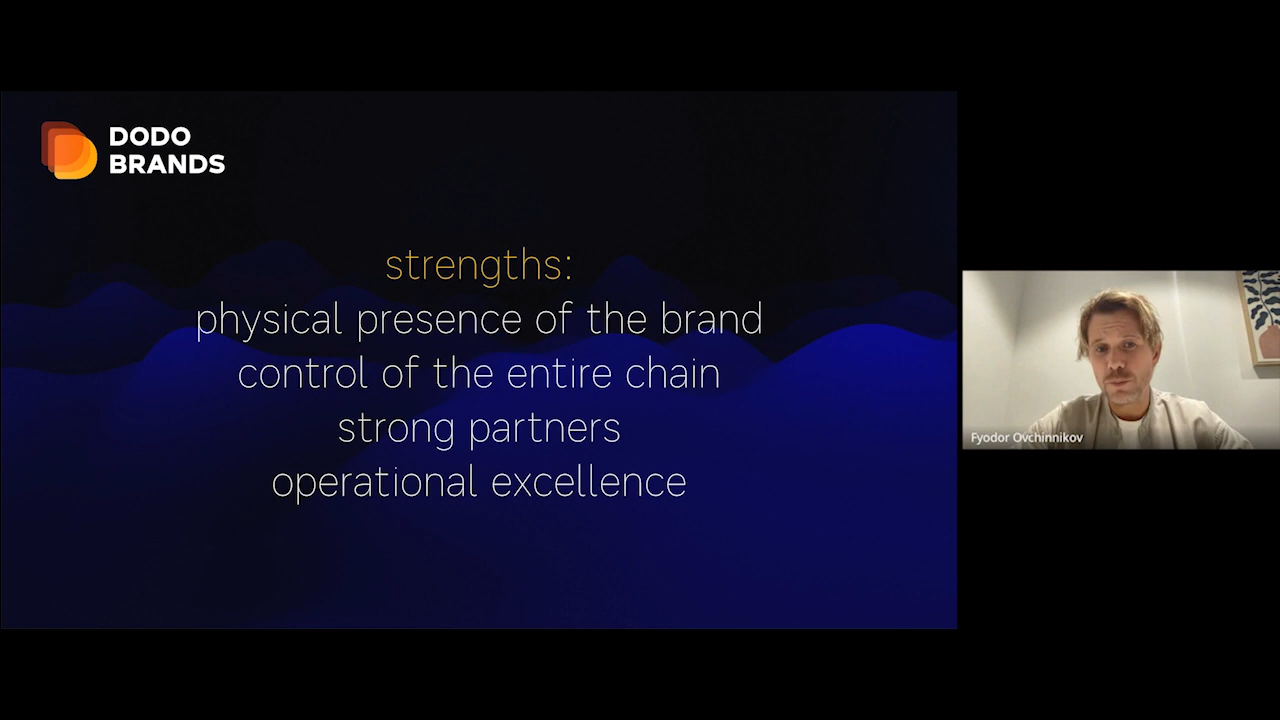 DODO
BRANDS
strengths:
physical presence of the brand
control of the entire chain
strong partners
operational excellence
Fyodor Ovchinnikov